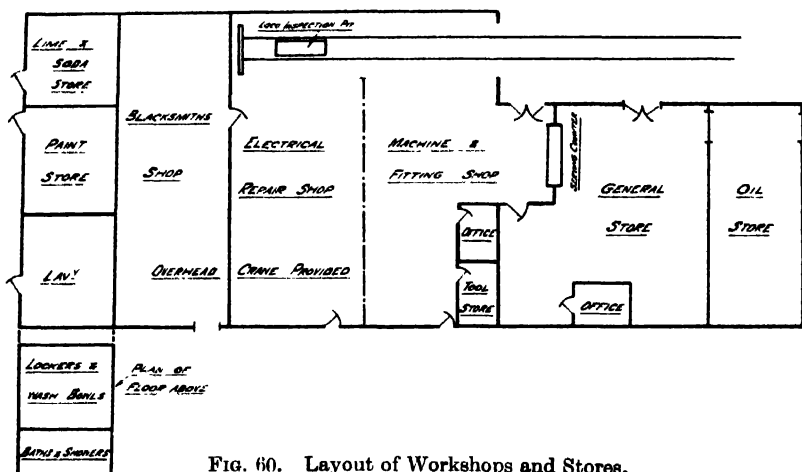 LOCO INSPECTION PIT
LIME &
SODA
STORE
BLACKSMITHS
SHOP
PAINT
STORE
ELECTRICAL
REPAIR SHOP
MACHINE &
FITTING SHOP
SERVING COUNTER
GENERAL
STORE
OIL
STORE
OFFICE
LAVY
OVERHEAD CRANE PROVIDED
TOOL
STORE
OFFICE
LOCKERS &
WASH BOWLS
PLAN OF
FLOOR ABOVE
BATHS & SHOWERS
FIG. 60. Layout of Workshops and Stores.